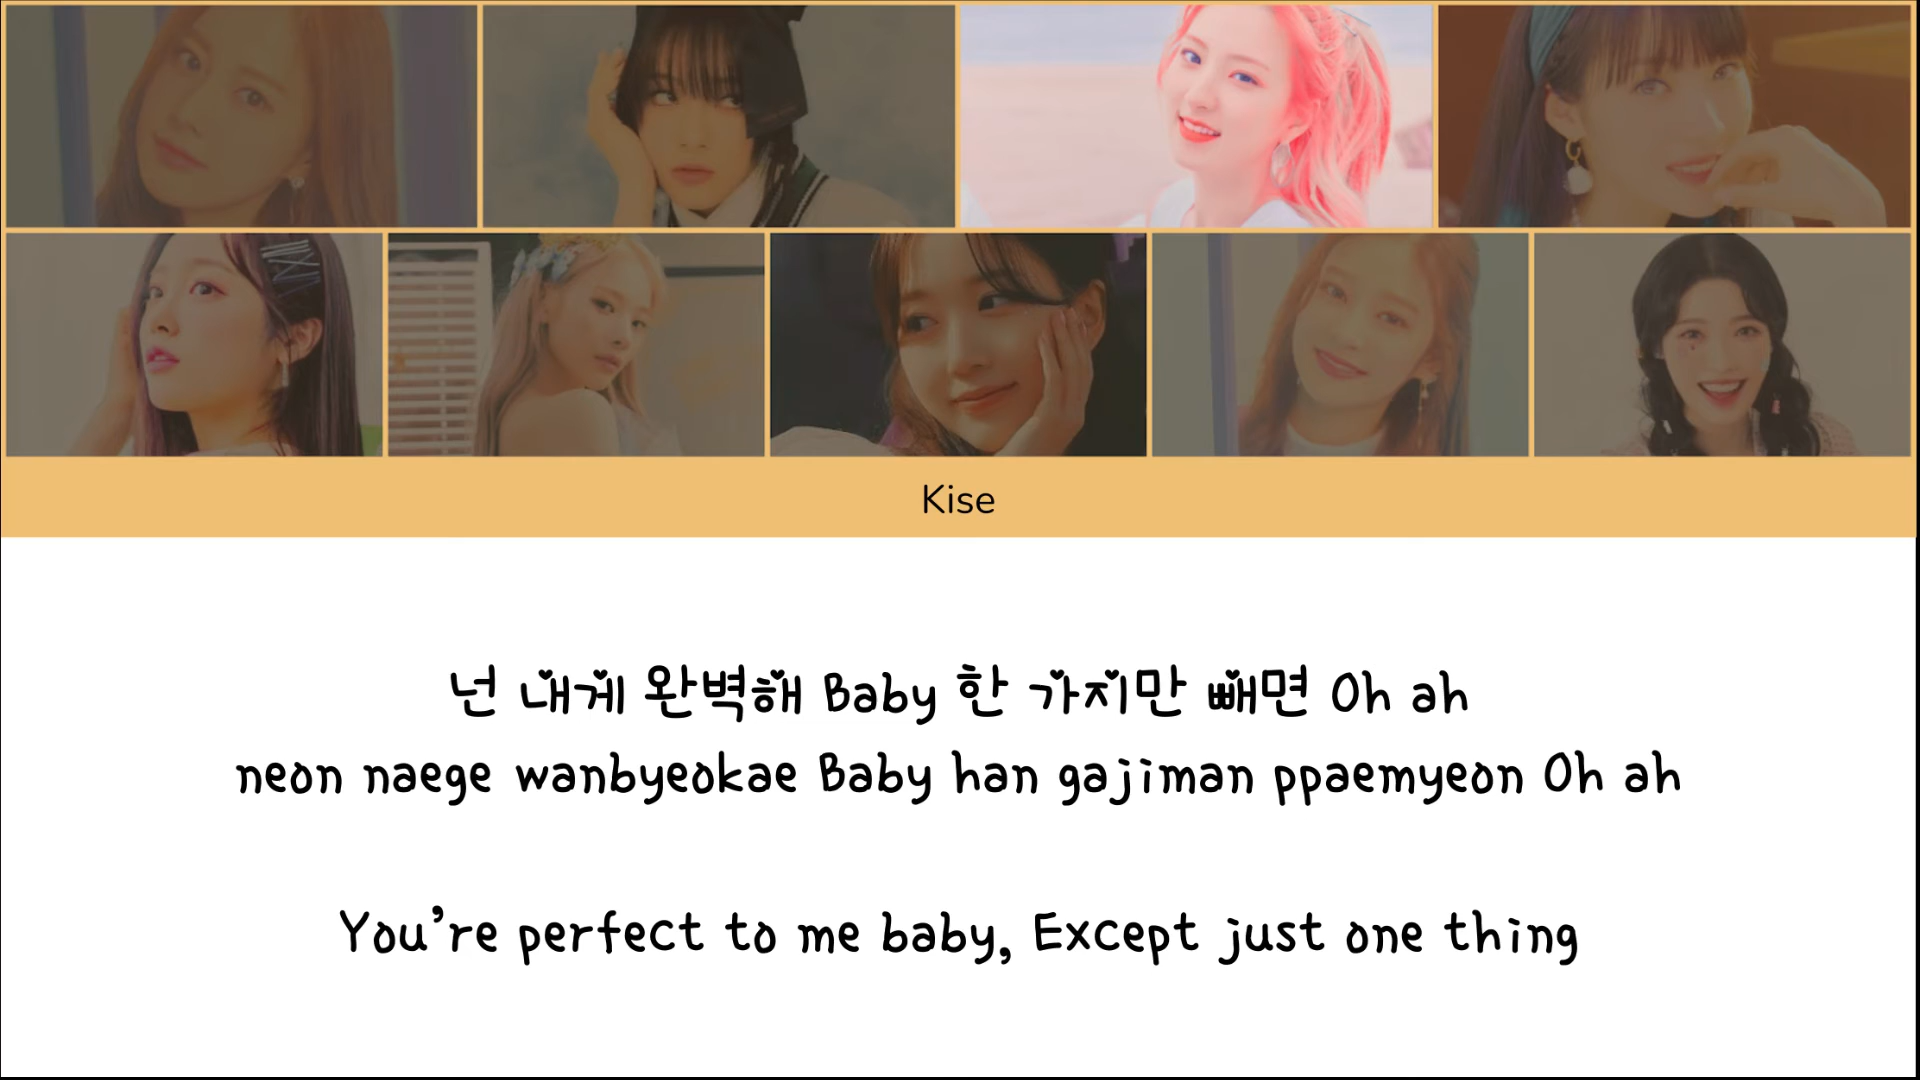 Kise
넌 내게 완벽해 Baby 한 가지만 빼면 Oh ah
neon naege wanbyeokae Baby han gajiman ppaemyeon Oh ah
You're perfect to me baby, Except just one thing